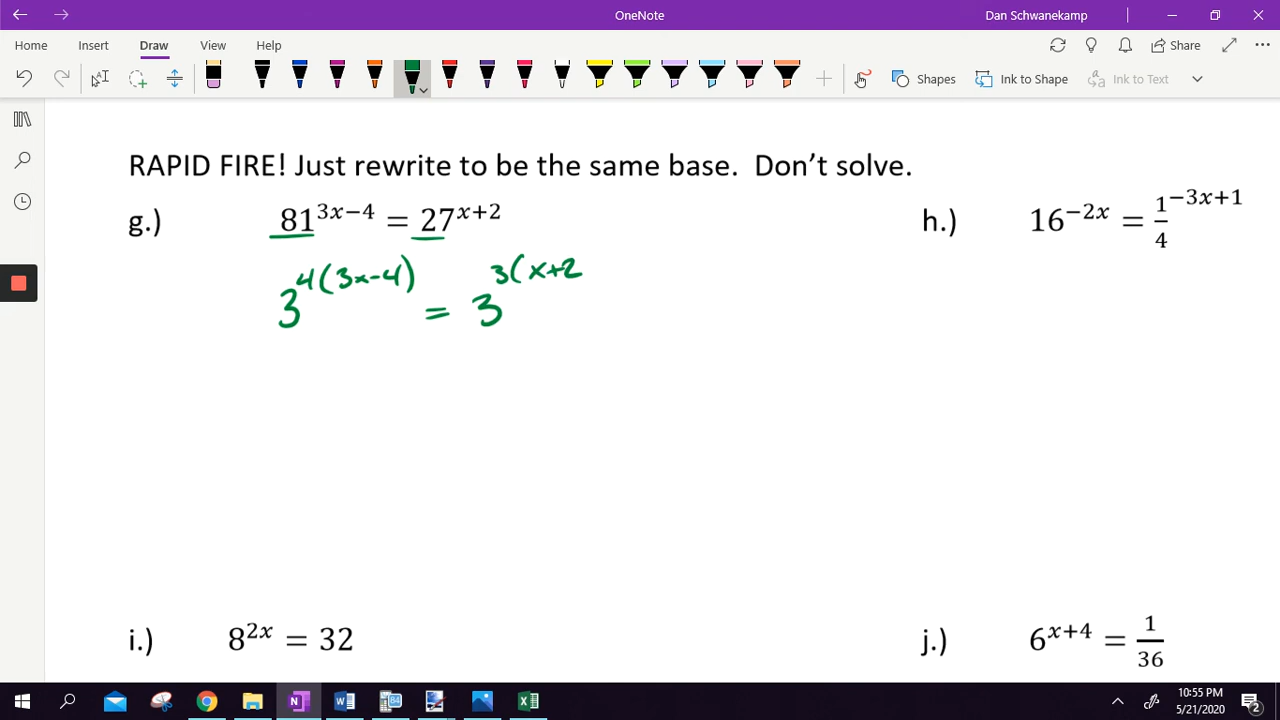 OneNote
Dan Schwanekamp
Home Insert Draw View Help
Share
Shapes Ink to Shape Ink to Text
RAPID FIRE! Just rewrite to be the same base. Don’t solve.
g.) 81^{3x−4} = 27^{x+2} h.) 16^{−2x} = \frac{1}{4}^{−3x+1}
3^{4(3x-4)} = 3^{3(x+2}
i.) 8^{2x} = 32 j.) 6^{x+4} = \frac{1}{36}
10:55 PM
5/21/2020
2